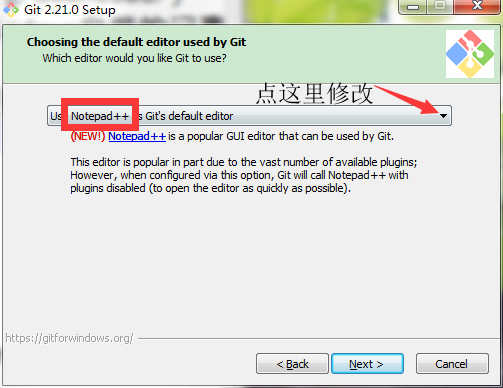 Git 2.21.0 Setup
Choosing the default editor used by Git
Which editor would you like Git to use?
点这里修改
Use Notepad++ as Git's default editor
(NEW!) Notepad++ is a popular GUI editor that can be used by Git.
This editor is popular in part due to the vast number of available plugins;
However, when configured via this option, Git will call Notepad++ with
plugins disabled (to open the editor as quickly as possible).
https://gitforwindows.org/
< Back
Next >
Cancel